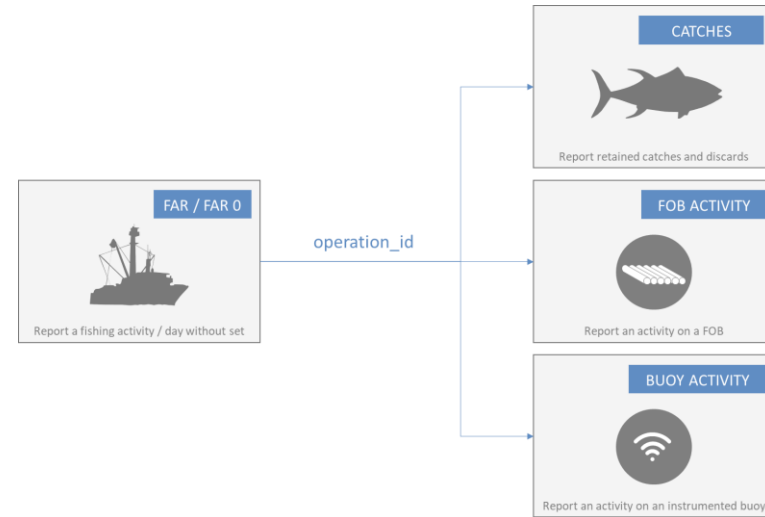 CATCHES
Report retained catches and discards
FAR / FAR 0
Report a fishing activity / day without set
operation_id
FOB ACTIVITY
Report an activity on a FOB
BUOY ACTIVITY
Report an activity on an instrumented buoy